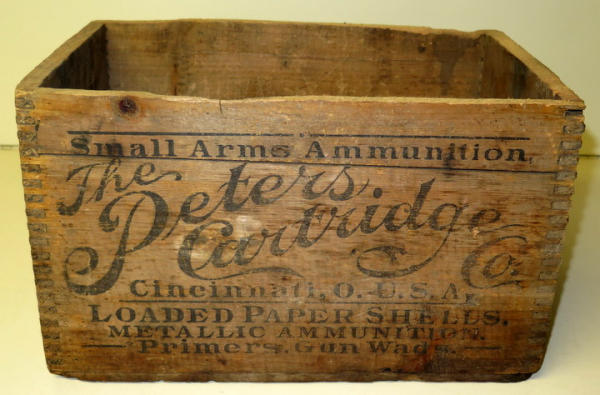 Small Arms Ammunition,
The
Peters
Cartridge
Co.
Cincinnati, O. U.S.A.
LOADED PAPER SHELLS.
METALLIC AMMUNITION.
Primers. Gun Wads.